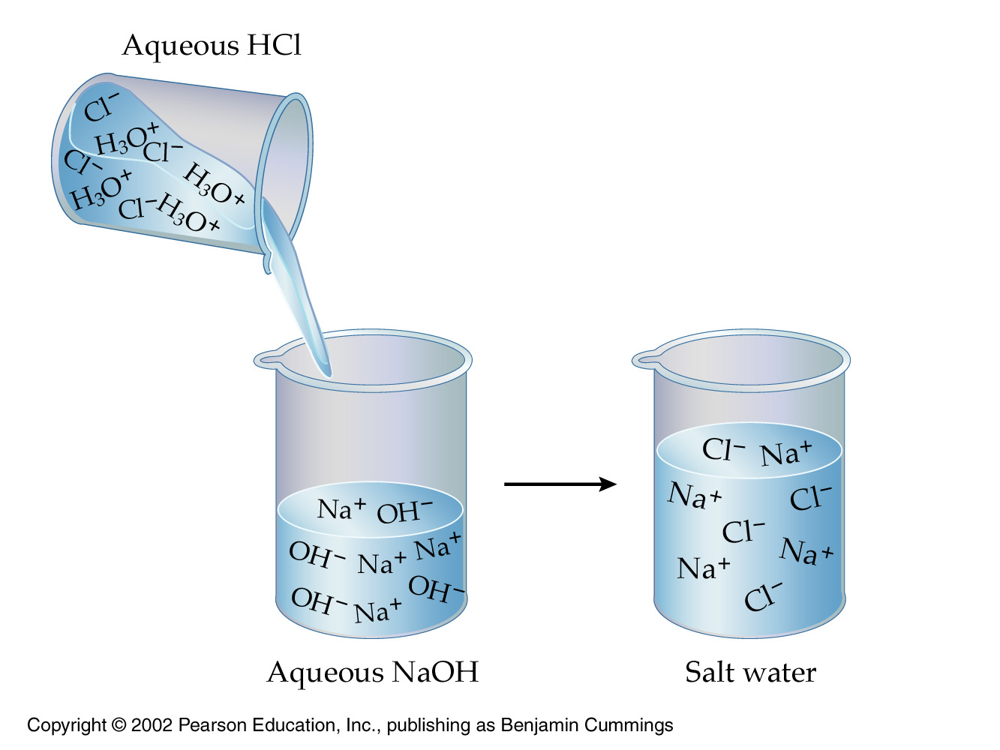 Aqueous HCl
Cl⁻
H₃O⁺
Cl⁻
Cl⁻
H₃O⁺
H₃O⁺
Cl⁻
H₃O⁺
Cl⁻ Na⁺
Na⁺
Cl⁻
Na⁺ OH⁻
Cl⁻
OH⁻ Na⁺ Na⁺
Na⁺
Na⁺
OH⁻
OH⁻ Na⁺
Cl⁻
Aqueous NaOH
Salt water
Copyright © 2002 Pearson Education, Inc., publishing as Benjamin Cummings